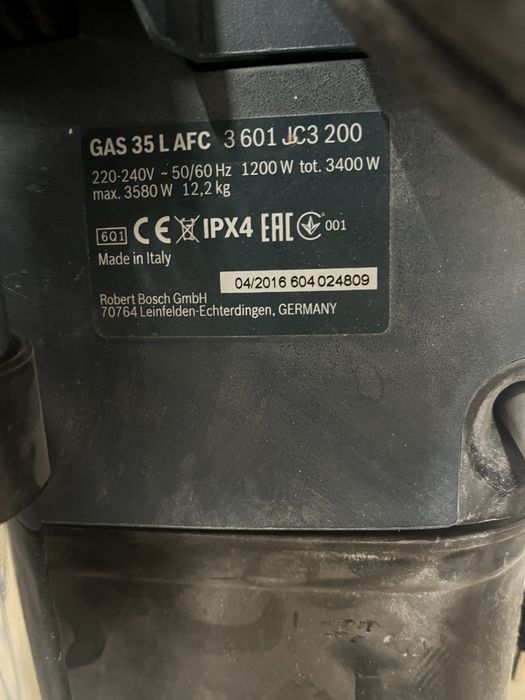 GAS 35 L AFC 3 601 JC3 200
220-240V ~ 50/60 Hz 1200 W tot. 3400 W
max. 3580 W 12,2 kg
6Q1 CE IPX4 EAC 001
Made in Italy
04/2016 604 024809
Robert Bosch GmbH
70764 Leinfelden-Echterdingen, GERMANY